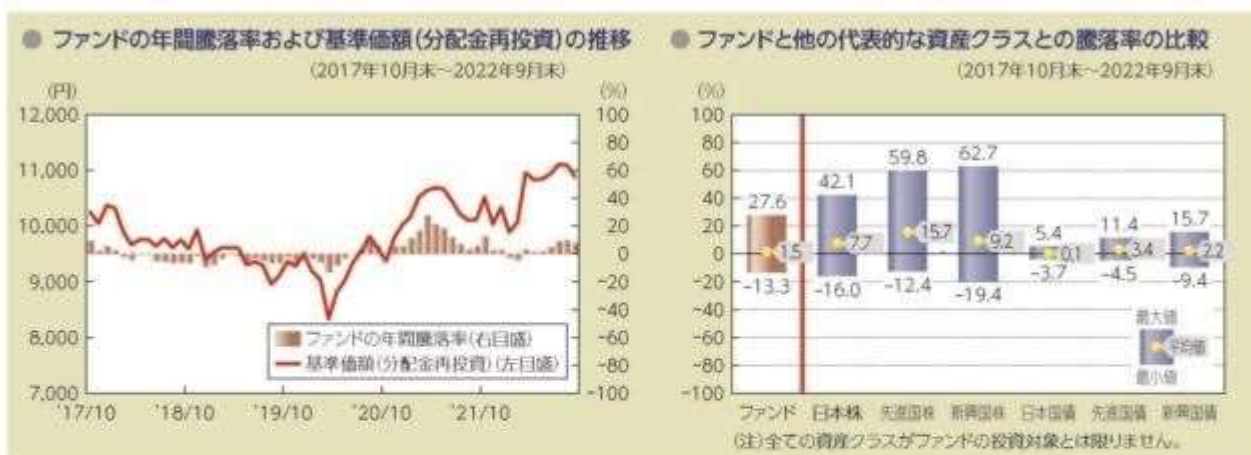 ● ファンドの年間騰落率および基準価額(分配金再投資)の推移
(2017年10月末～2022年9月末)
(円)
(%)
12,000
11,000
10,000
9,000
8,000
7,000
100
80
60
40
20
0
-20
-40
-60
-80
-100
ファンドの年間騰落率(右目盛)
基準価額(分配金再投資)(左目盛)
'17/10 '18/10 '19/10 '20/10 '21/10
● ファンドと他の代表的な資産クラスとの騰落率の比較
(2017年10月末～2022年9月末)
(%)
100
80
60
40
20
0
-20
-40
-60
-80
-100
27.6 42.1 59.8 62.7 5.4 11.4 15.7
1.5 7.7 15.7 9.2 0.1 3.4 2.2
-13.3 -16.0 -12.4 -19.4 -3.7 -4.5 -9.4
最大値
平均値
最小値
ファンド 日本株 先進国株 新興国株 日本国債 先進国債 新興国債
(注)全ての資産クラスがファンドの投資対象とは限りません。